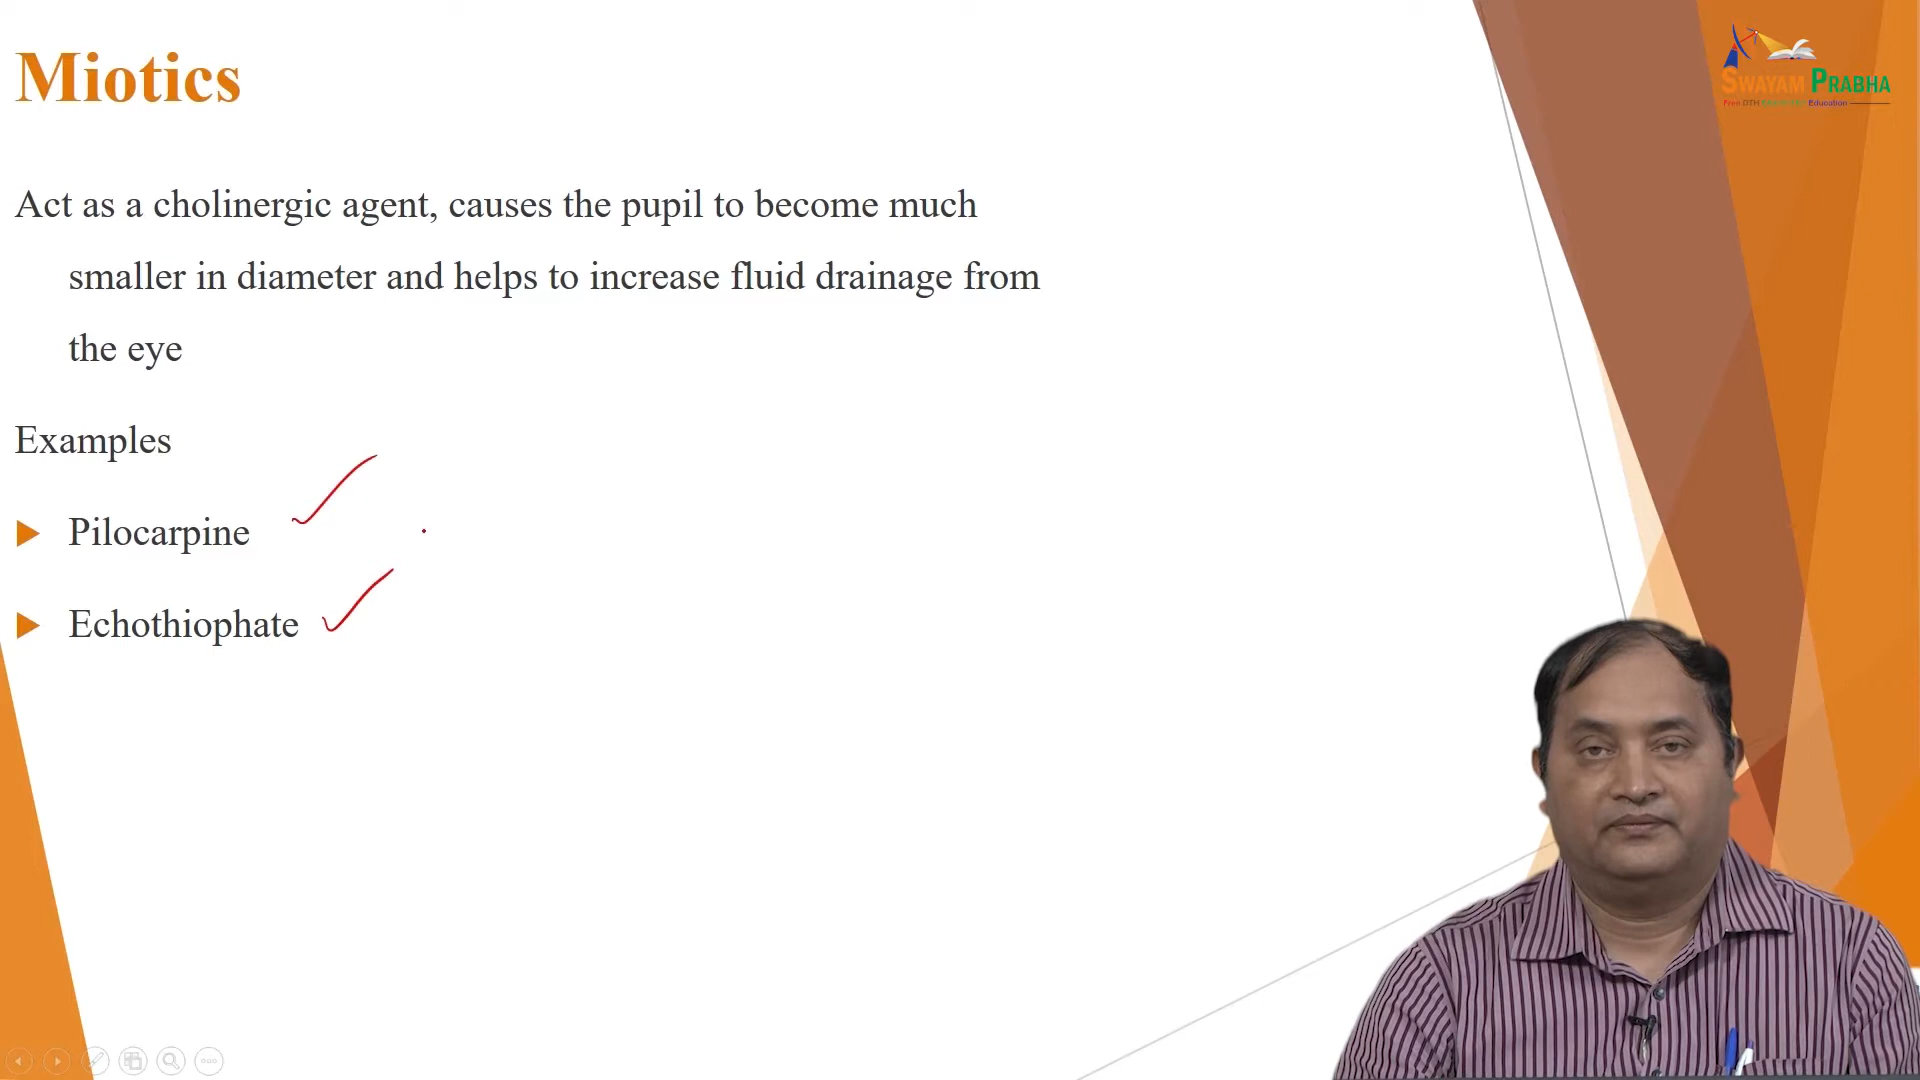 Miotics
SWAYAM PRABHA
Act as a cholinergic agent, causes the pupil to become much
smaller in diameter and helps to increase fluid drainage from
the eye
Examples
Pilocarpine
Echothiophate